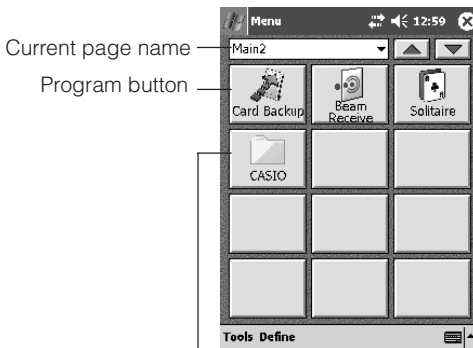 Menu 12:59
Current page name
Main2
Program button
Card Backup Beam Receive Solitaire
CASIO
Tools Define